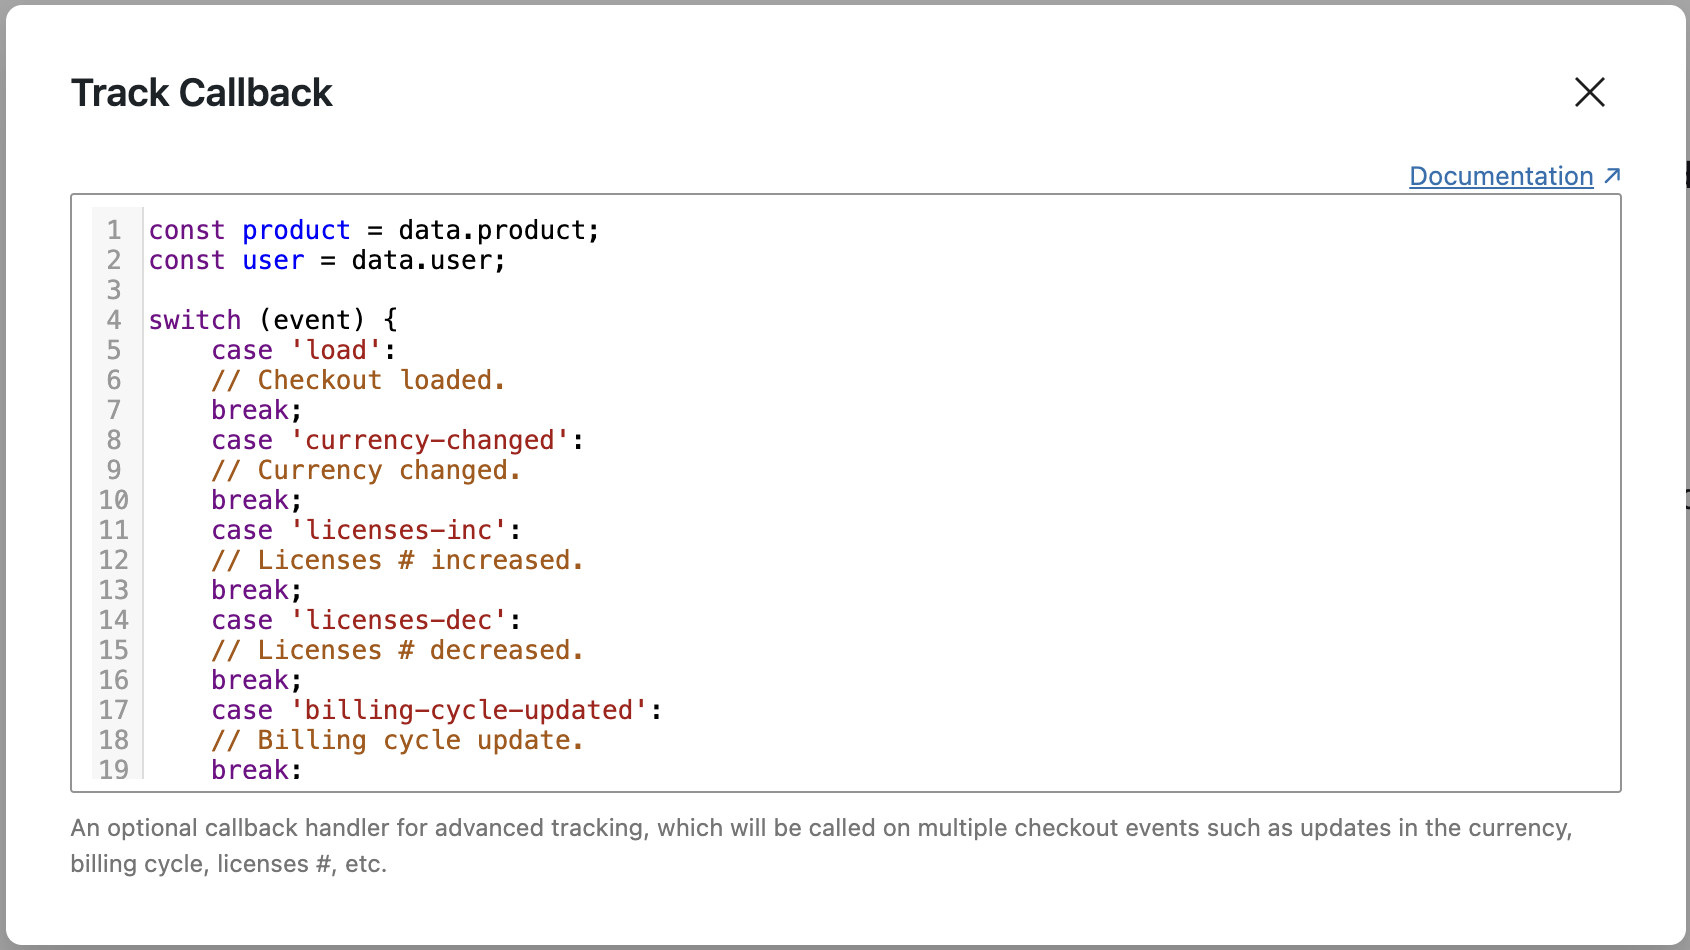 Track Callback
Documentation ↗
1 const product = data.product;
2 const user = data.user;
3
4 switch (event) {
5     case 'load':
6     // Checkout loaded.
7     break;
8     case 'currency-changed':
9     // Currency changed.
10     break;
11     case 'licenses-inc':
12     // Licenses # increased.
13     break;
14     case 'licenses-dec':
15     // Licenses # decreased.
16     break;
17     case 'billing-cycle-updated':
18     // Billing cycle update.
19     break;
An optional callback handler for advanced tracking, which will be called on multiple checkout events such as updates in the currency,
billing cycle, licenses #, etc.